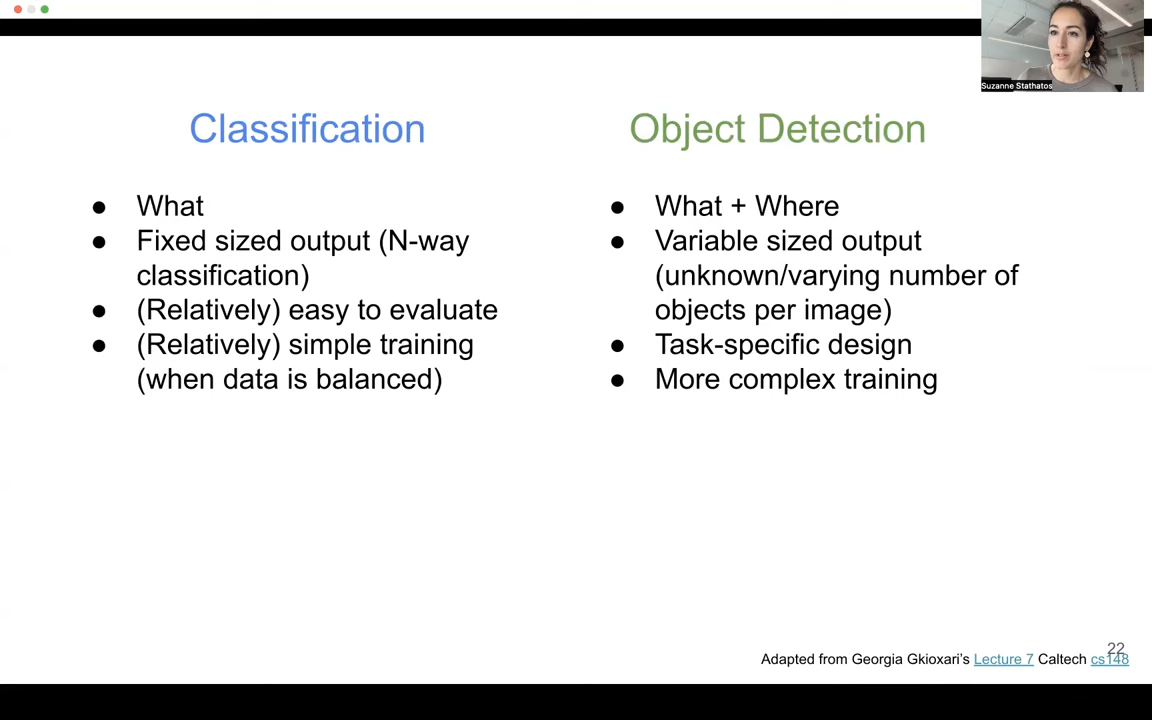 Suzanne Stathatos
Classification
● What
● Fixed sized output (N-way
classification)
● (Relatively) easy to evaluate
● (Relatively) simple training
(when data is balanced)
Object Detection
● What + Where
● Variable sized output
(unknown/varying number of
objects per image)
● Task-specific design
● More complex training
22
Adapted from Georgia Gkioxari's Lecture 7 Caltech cs148